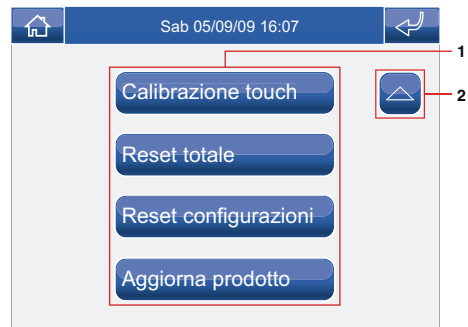 Sab 05/09/09 16:07
1
Calibrazione touch
2
Reset totale
Reset configurazioni
Aggiorna prodotto